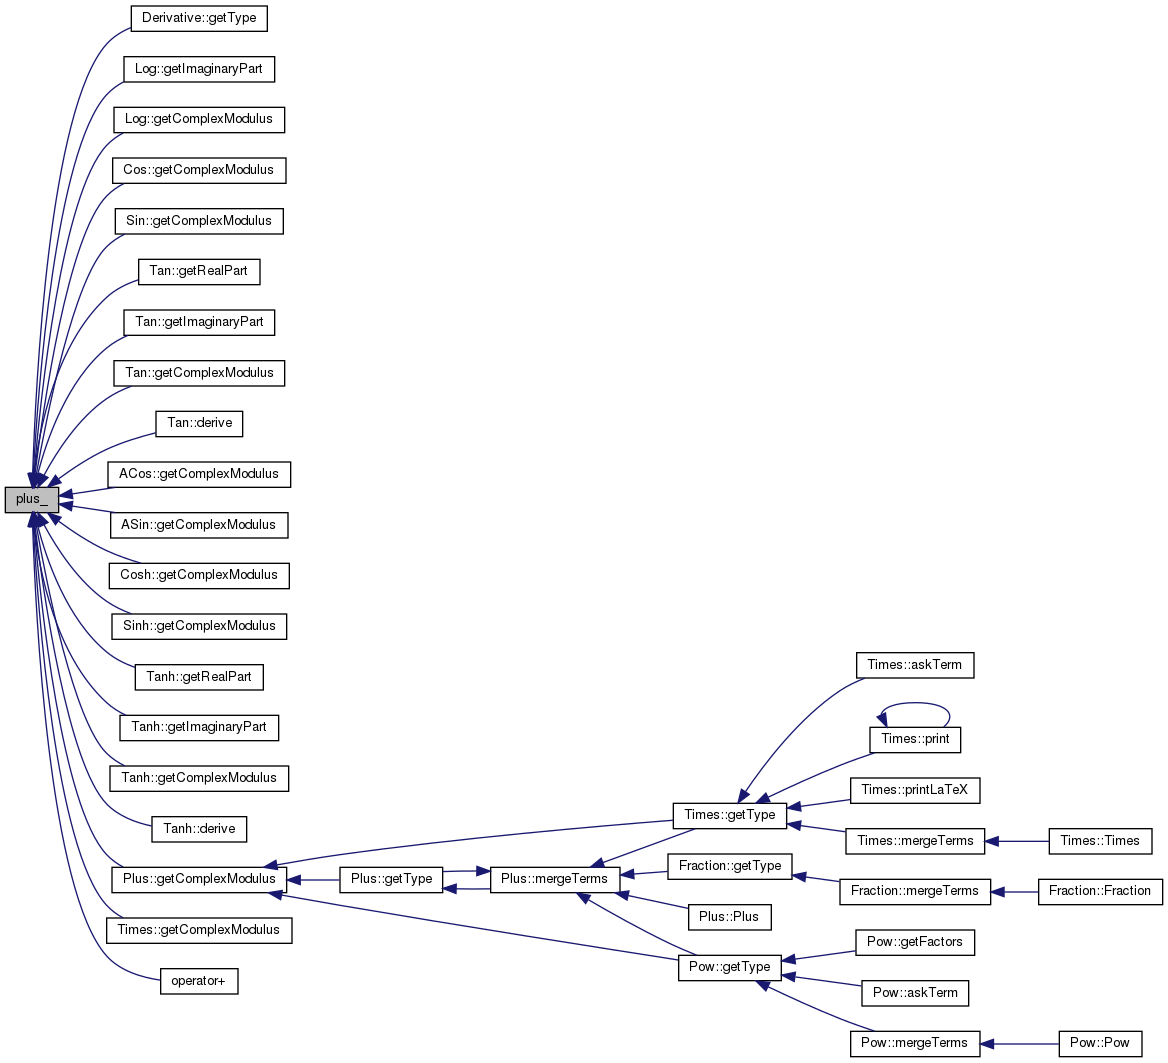 Derivative::getType
Log::getImaginaryPart
Log::getComplexModulus
Cos::getComplexModulus
Sin::getComplexModulus
Tan::getRealPart
Tan::getImaginaryPart
Tan::getComplexModulus
Tan::derive
ACos::getComplexModulus
plus_
ASin::getComplexModulus
Cosh::getComplexModulus
Sinh::getComplexModulus
Tanh::getRealPart
Tanh::getImaginaryPart
Tanh::getComplexModulus
Tanh::derive
Plus::getComplexModulus
Times::getComplexModulus
operator+
Plus::getType
Plus::mergeTerms
Times::getType
Fraction::getType
Plus::Plus
Pow::getType
Times::askTerm
Times::print
Times::printLaTeX
Times::mergeTerms
Times::Times
Fraction::mergeTerms
Fraction::Fraction
Pow::getFactors
Pow::askTerm
Pow::mergeTerms
Pow::Pow